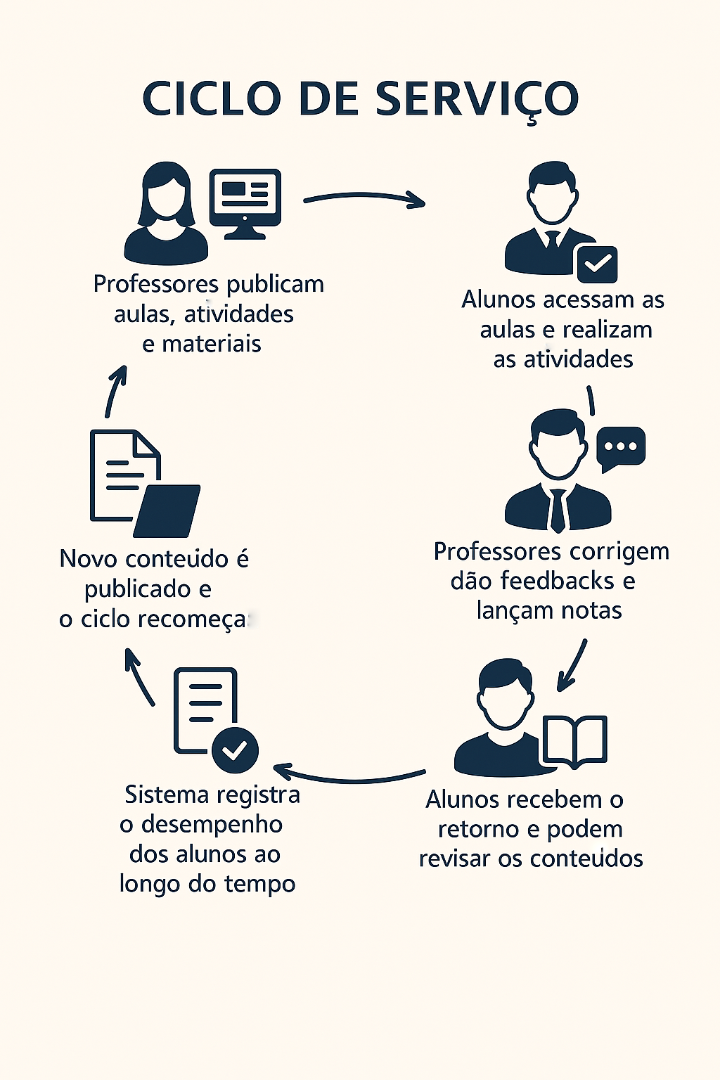 CICLO DE SERVIÇO
Professores publicam
aulas, atividades
e materiais
Alunos acessam as
aulas e realizam
as atividades
Professores corrigem
dão feedbacks e
lançam notas
Alunos recebem o
retorno e podem
revisar os conteúdos
Sistema registra
o desempenho
dos alunos ao
longo do tempo
Novo conteúdo é
publicado e
o ciclo recomeça